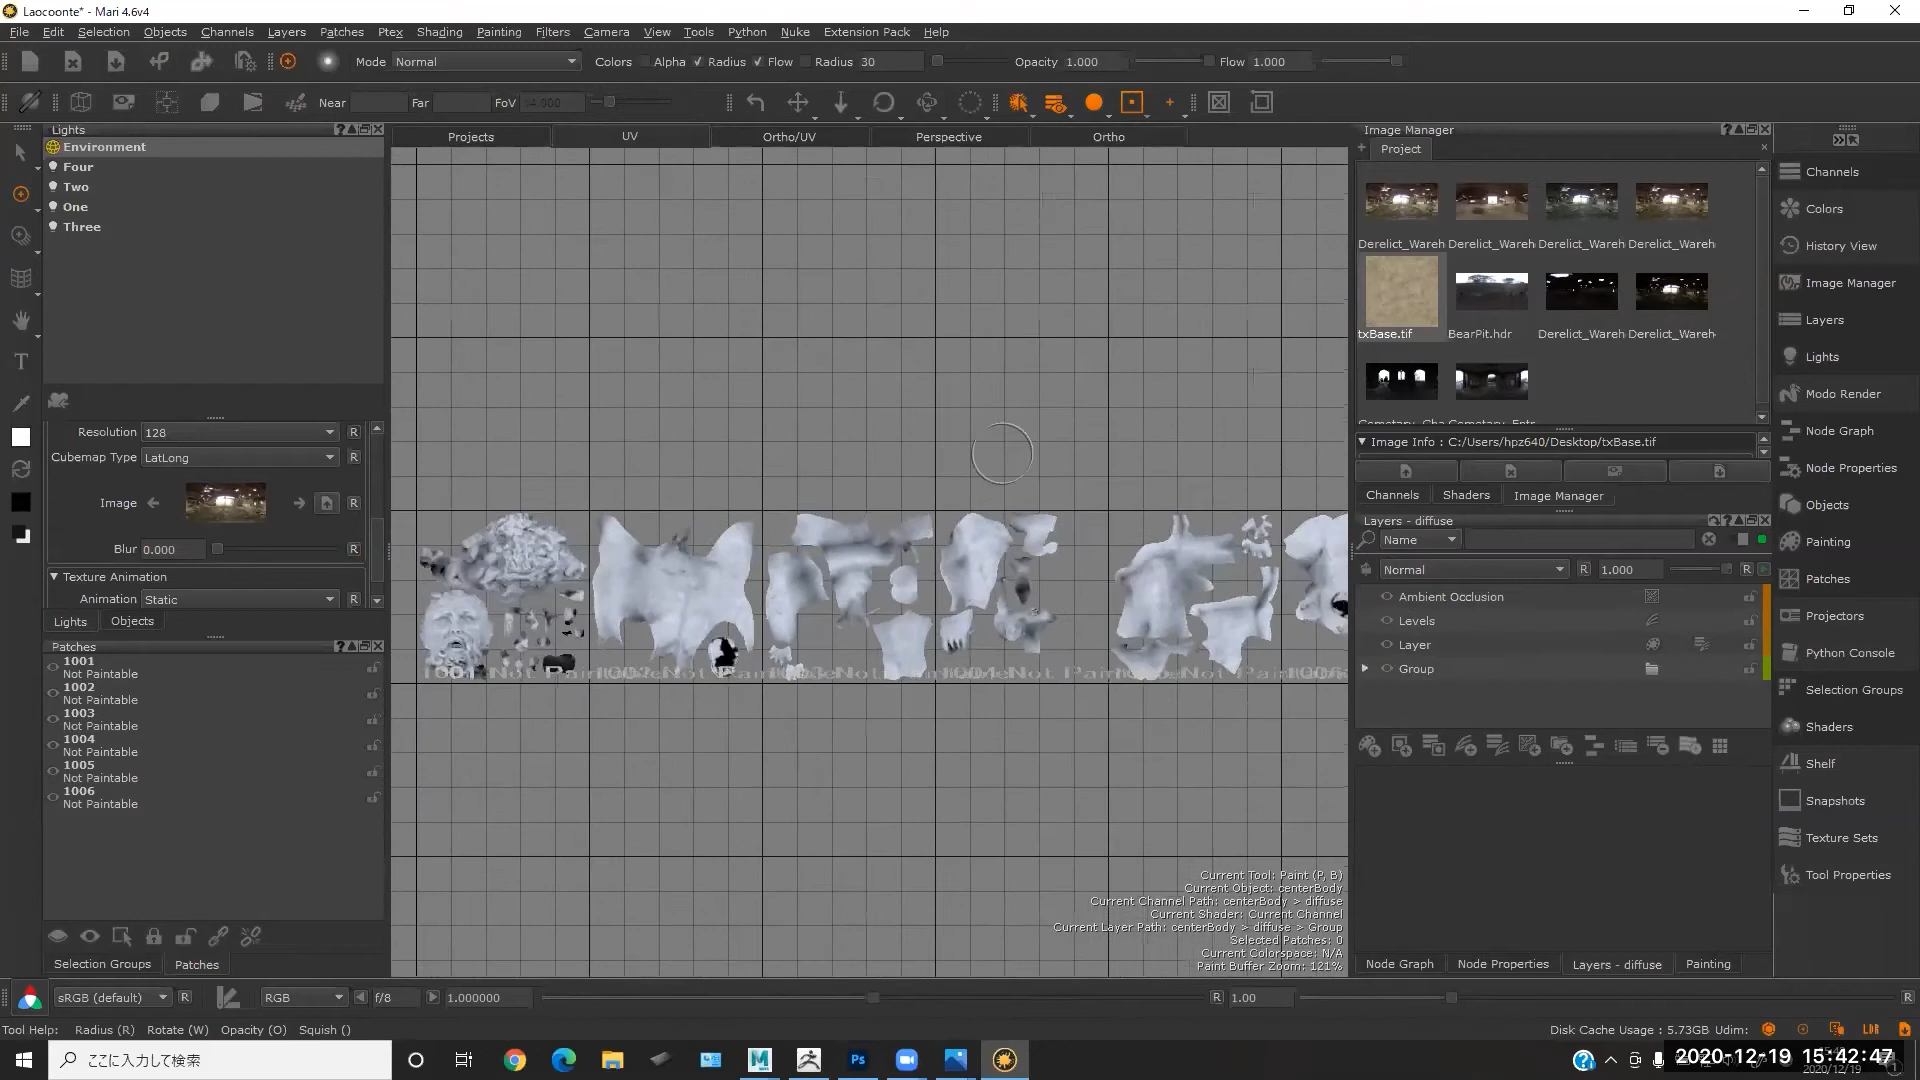 Laocoonte* - Mari 4.6v4
File Edit Selection Objects Channels Layers Patches Ptex Shading Painting Filters Camera View Tools Python Nuke Extension Pack Help
Mode Normal Colors Alpha Radius Flow Radius 30 Opacity 1.000 Flow 1.000
Near Far FoV
Lights
Environment
Four
Two
One
Three
Resolution 128 R
Cubemap Type LatLong R
Image R
Blur 0.000 R
Texture Animation
Animation Static R
Lights Objects
Patches
1001
Not Paintable
1002
Not Paintable
1003
Not Paintable
1004
Not Paintable
1005
Not Paintable
1006
Not Paintable
Selection Groups Patches
Projects UV Ortho/UV Perspective Ortho
Current Tool: Paint (P, B)
Current Object: centerBody
Current Channel Path: centerBody > diffuse
Current Shader: Current Channel
Current Layer Path: centerBody > diffuse > Group
Selected Patches: 0
Current Colorspace: N/A
Paint Buffer Zoom: 121%
Image Manager
Project
Derelict_Wareh Derelict_Wareh Derelict_Wareh Derelict_Wareh
txBase.tif BearPit.hdr Derelict_Wareh Derelict_Wareh
Image Info : C:/Users/hpz640/Desktop/txBase.tif
Channels Shaders Image Manager
Layers - diffuse
Name
Normal R 1.000 R
Ambient Occlusion
Levels
Layer
Group
Node Graph Node Properties Layers - diffuse Painting
Channels
Colors
History View
Image Manager
Layers
Lights
Modo Render
Node Graph
Node Properties
Objects
Painting
Patches
Projectors
Python Console
Selection Groups
Shaders
Shelf
Snapshots
Texture Sets
Tool Properties
sRGB (default) R RGB f/8 1.000000 R 1.00 R
Tool Help: Radius (R) Rotate (W) Opacity (O) Squish ()
Disk Cache Usage : 5.73GB Udim: LDR
ここに入力して検索
2020-12-19 15:42:47
2020/12/19